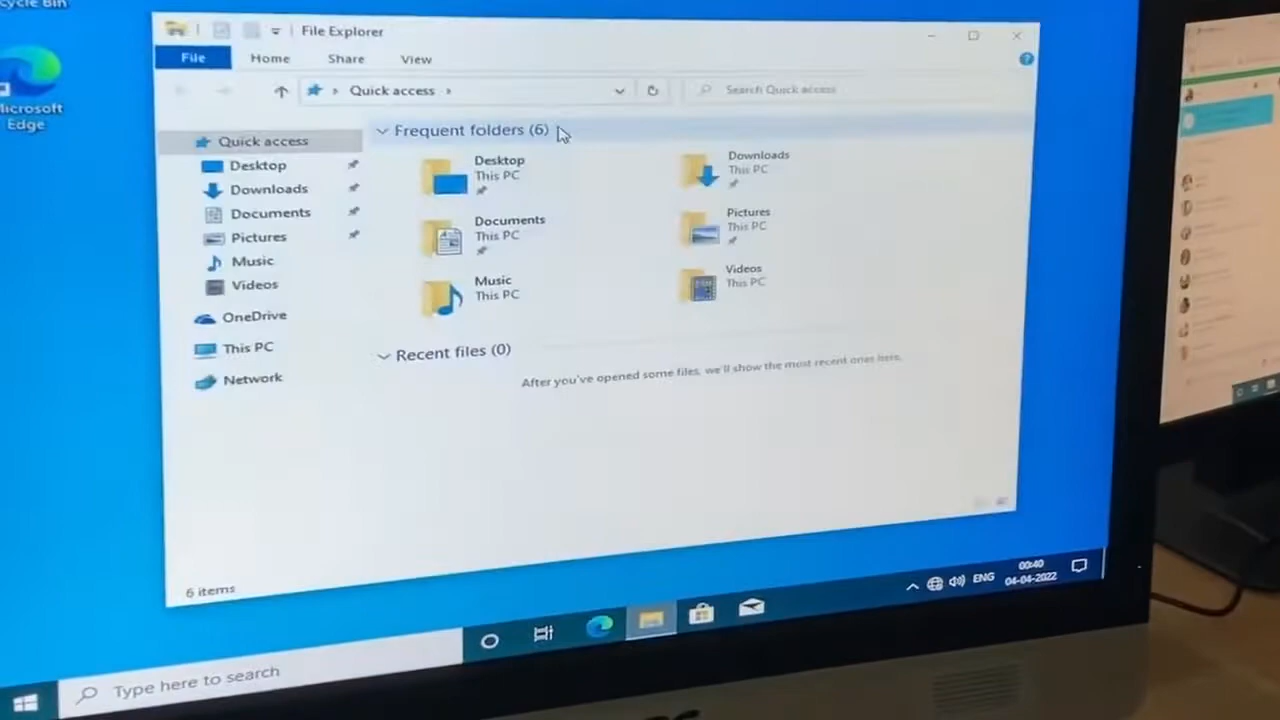 cycle Bin
Microsoft
Edge
File Explorer
File
Home
Share
View
Quick access
Search Quick access
Quick access
Desktop
Downloads
Documents
Pictures
Music
Videos
OneDrive
This PC
Network
Frequent folders (6)
Desktop
This PC
Downloads
This PC
Documents
This PC
Pictures
This PC
Music
This PC
Videos
This PC
Recent files (0)
After you've opened some files, we'll show the most recent ones here.
6 items
Type here to search
ENG
00:40
04-04-2022